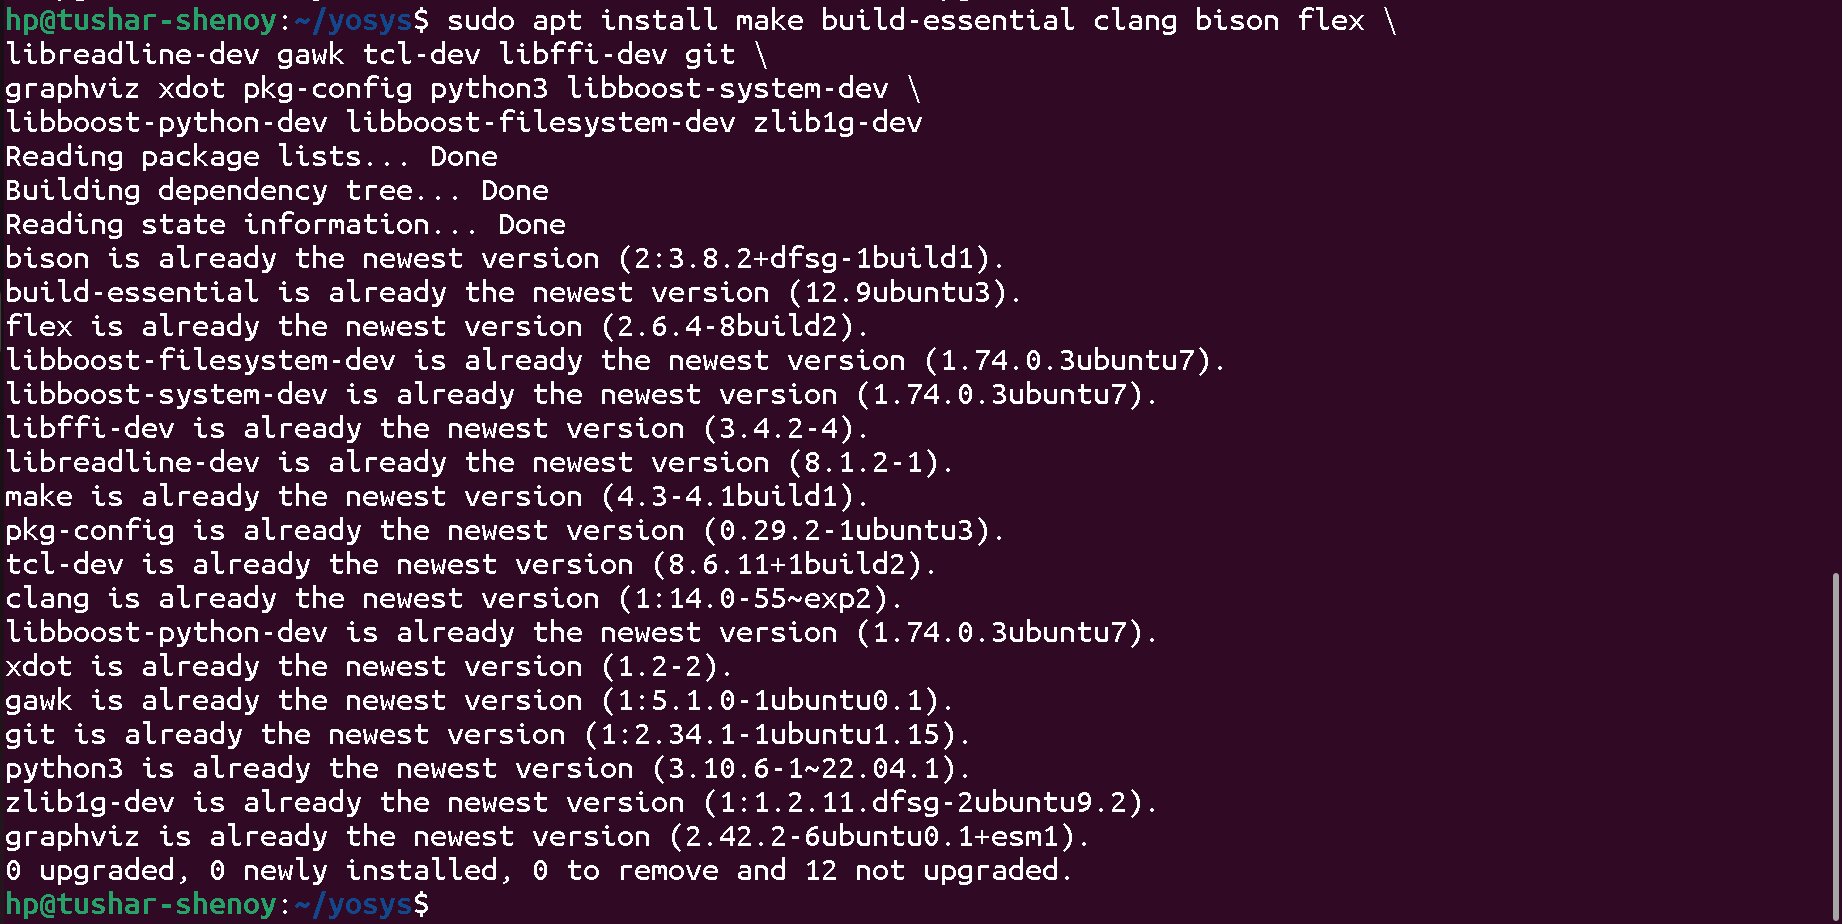 hp@tushar-shenoy:~/yosys$ sudo apt install make build-essential clang bison flex \
libreadline-dev gawk tcl-dev libffi-dev git \
graphviz xdot pkg-config python3 libboost-system-dev \
libboost-python-dev libboost-filesystem-dev zlib1g-dev
Reading package lists... Done
Building dependency tree... Done
Reading state information... Done
bison is already the newest version (2:3.8.2+dfsg-1build1).
build-essential is already the newest version (12.9ubuntu3).
flex is already the newest version (2.6.4-8build2).
libboost-filesystem-dev is already the newest version (1.74.0.3ubuntu7).
libboost-system-dev is already the newest version (1.74.0.3ubuntu7).
libffi-dev is already the newest version (3.4.2-4).
libreadline-dev is already the newest version (8.1.2-1).
make is already the newest version (4.3-4.1build1).
pkg-config is already the newest version (0.29.2-1ubuntu3).
tcl-dev is already the newest version (8.6.11+1build2).
clang is already the newest version (1:14.0-55~exp2).
libboost-python-dev is already the newest version (1.74.0.3ubuntu7).
xdot is already the newest version (1.2-2).
gawk is already the newest version (1:5.1.0-1ubuntu0.1).
git is already the newest version (1:2.34.1-1ubuntu1.15).
python3 is already the newest version (3.10.6-1~22.04.1).
zlib1g-dev is already the newest version (1:1.2.11.dfsg-2ubuntu9.2).
graphviz is already the newest version (2.42.2-6ubuntu0.1+esm1).
0 upgraded, 0 newly installed, 0 to remove and 12 not upgraded.
hp@tushar-shenoy:~/yosys$